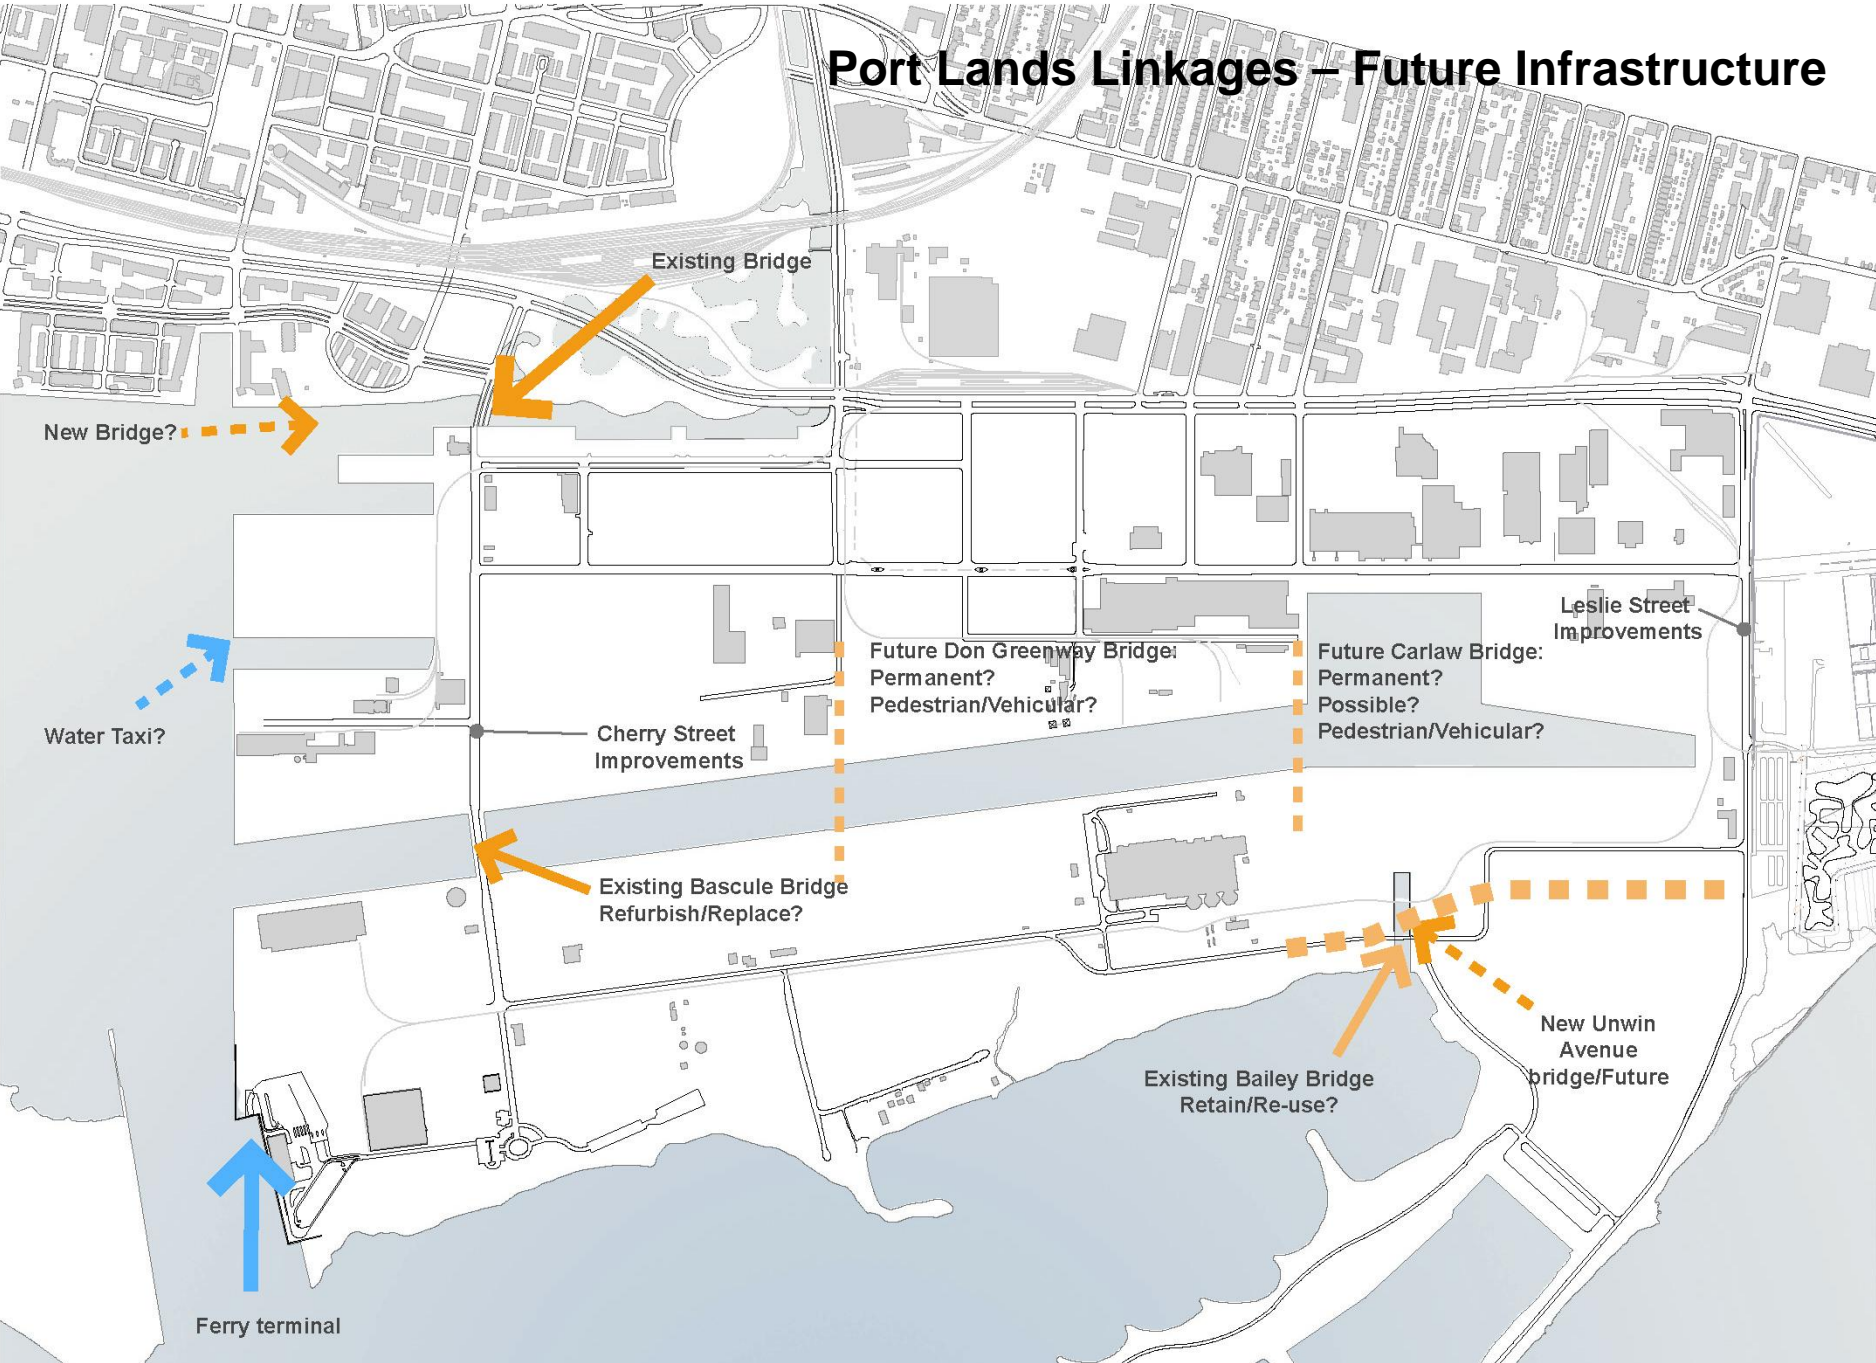 Port Lands Linkages – Future Infrastructure
Existing Bridge
New Bridge?
Leslie Street
Improvements
Future Don Greenway Bridge:
Permanent?
Pedestrian/Vehicular?
Future Carlaw Bridge:
Permanent?
Possible?
Pedestrian/Vehicular?
Water Taxi?
Cherry Street
Improvements
Existing Bascule Bridge
Refurbish/Replace?
New Unwin
Avenue
bridge/Future
Existing Bailey Bridge
Retain/Re-use?
Ferry terminal